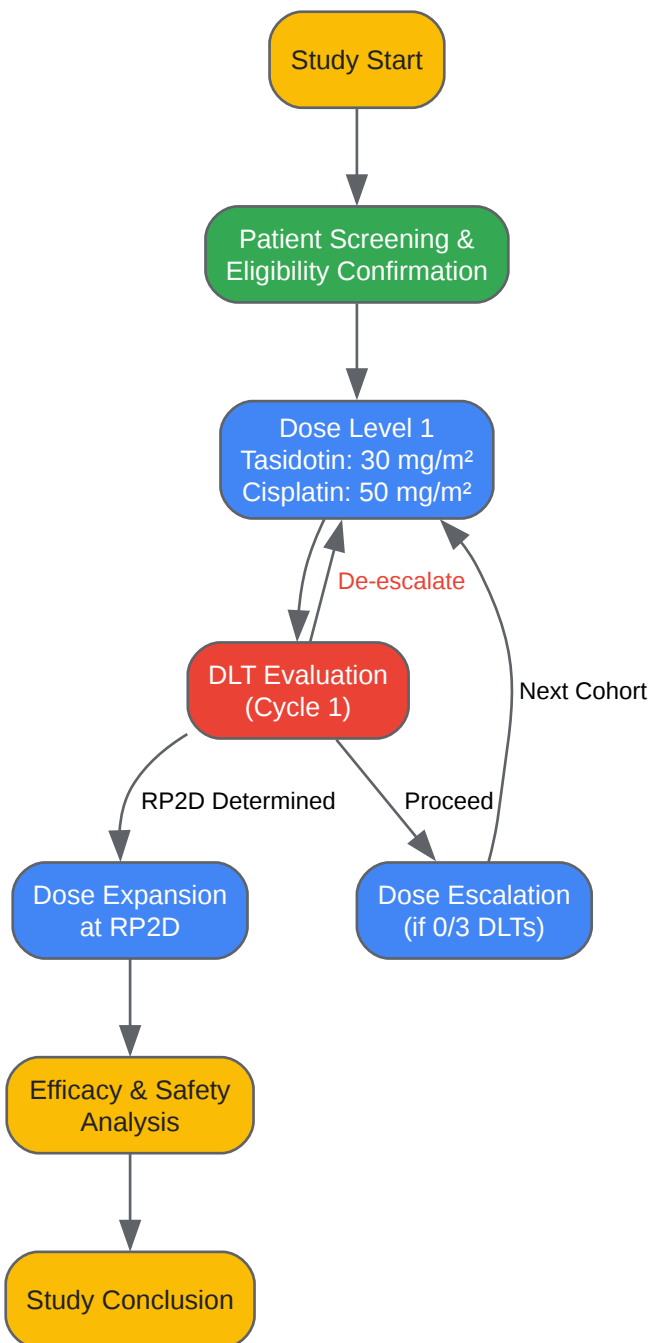 Study Start
Patient Screening &
Eligibility Confirmation
Dose Level 1
Tasidotin: 30 mg/m²
Cisplatin: 50 mg/m²
De-escalate
DLT Evaluation
(Cycle 1)
Next Cohort
RP2D Determined
Proceed
Dose Expansion
at RP2D
Dose Escalation
(if 0/3 DLTs)
Efficacy & Safety
Analysis
Study Conclusion